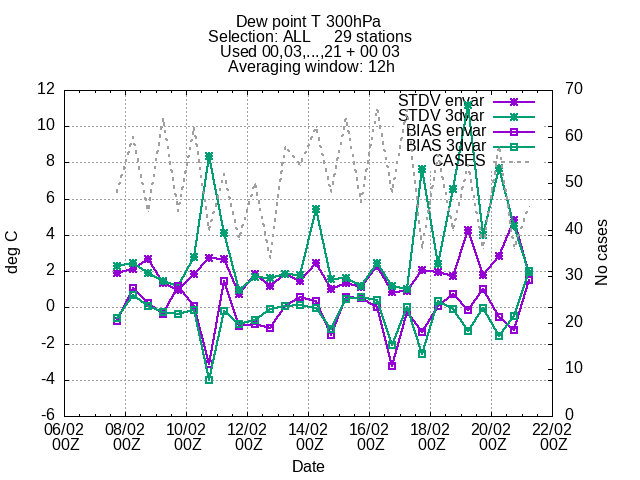 Dew point T 300hPa
Selection: ALL 29 stations
Used 00,03,...,21 + 00 03
Averaging window: 12h
STDV envar
STDV 3dvar
BIAS envar
BIAS 3dvar
CASES
12
10
8
6
4
2
0
-2
-4
-6
deg C
70
60
50
40
30
20
10
0
No cases
06/02 08/02 10/02 12/02 14/02 16/02 18/02 20/02 22/02
00Z 00Z 00Z 00Z 00Z 00Z 00Z 00Z 00Z
Date